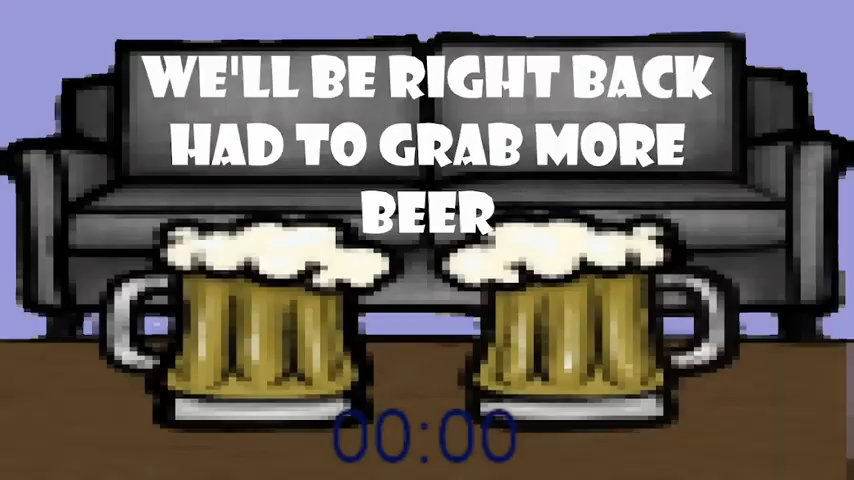 WE'LL BE RIGHT BACK
HAD TO GRAB MORE
BEER
00:00